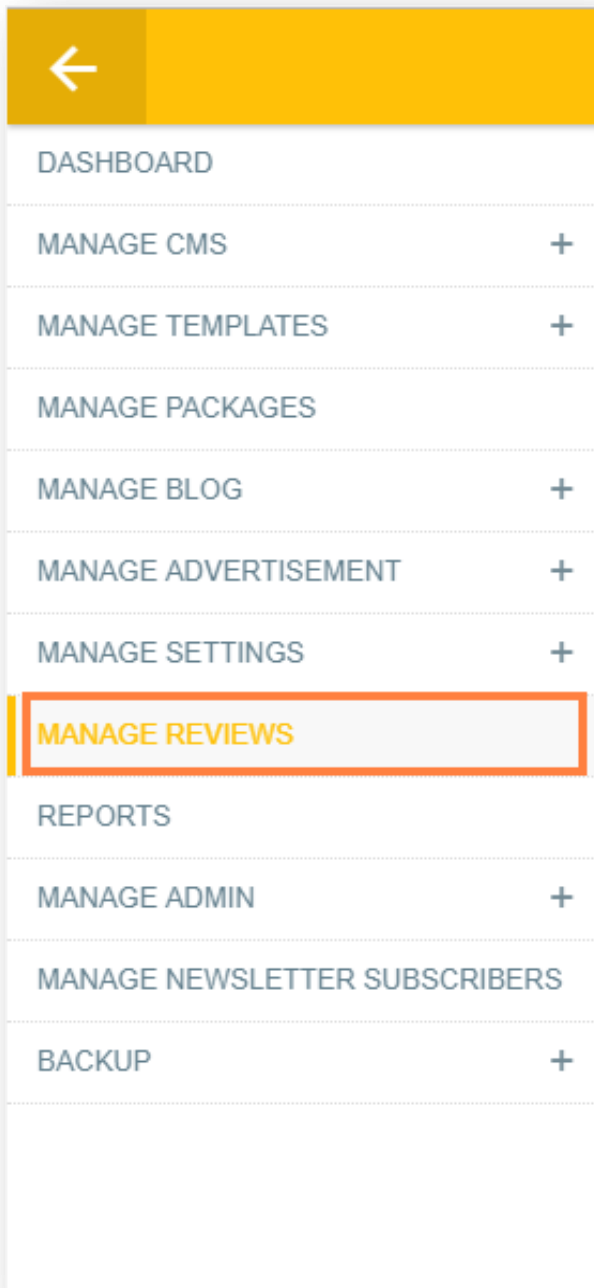 DASHBOARD
MANAGE CMS +
MANAGE TEMPLATES +
MANAGE PACKAGES
MANAGE BLOG +
MANAGE ADVERTISEMENT +
MANAGE SETTINGS +
MANAGE REVIEWS
REPORTS
MANAGE ADMIN +
MANAGE NEWSLETTER SUBSCRIBERS
BACKUP +